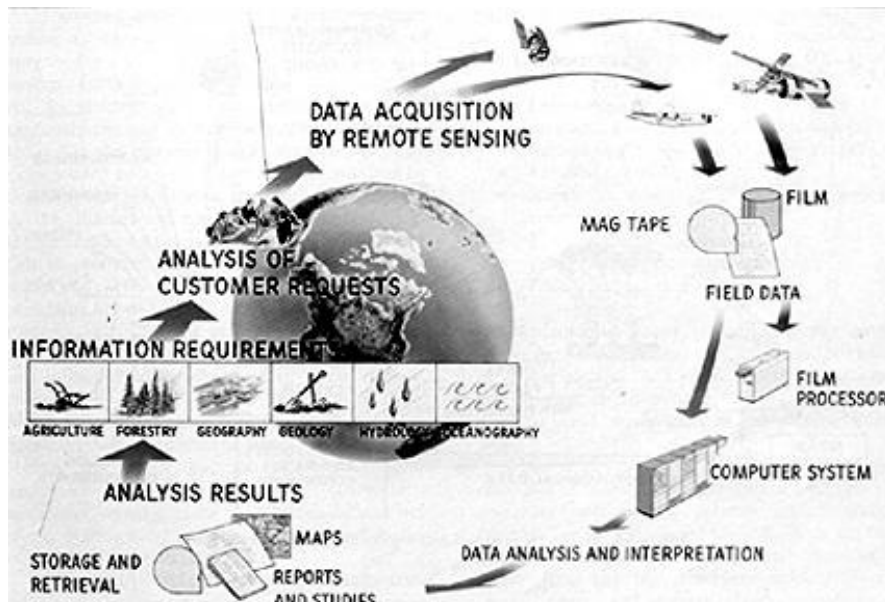 DATA ACQUISITION
BY REMOTE SENSING
FILM
MAG TAPE
FIELD DATA
FILM
PROCESSOR
COMPUTER SYSTEM
DATA ANALYSIS AND INTERPRETATION
ANALYSIS OF
CUSTOMER REQUESTS
INFORMATION REQUIREMENT
AGRICULTURE
FORESTRY
GEOGRAPHY
GEOLOGY
HYDROLOGY
OCEANOGRAPHY
ANALYSIS RESULTS
MAPS
STORAGE AND
RETRIEVAL
REPORTS
AND STUDIES